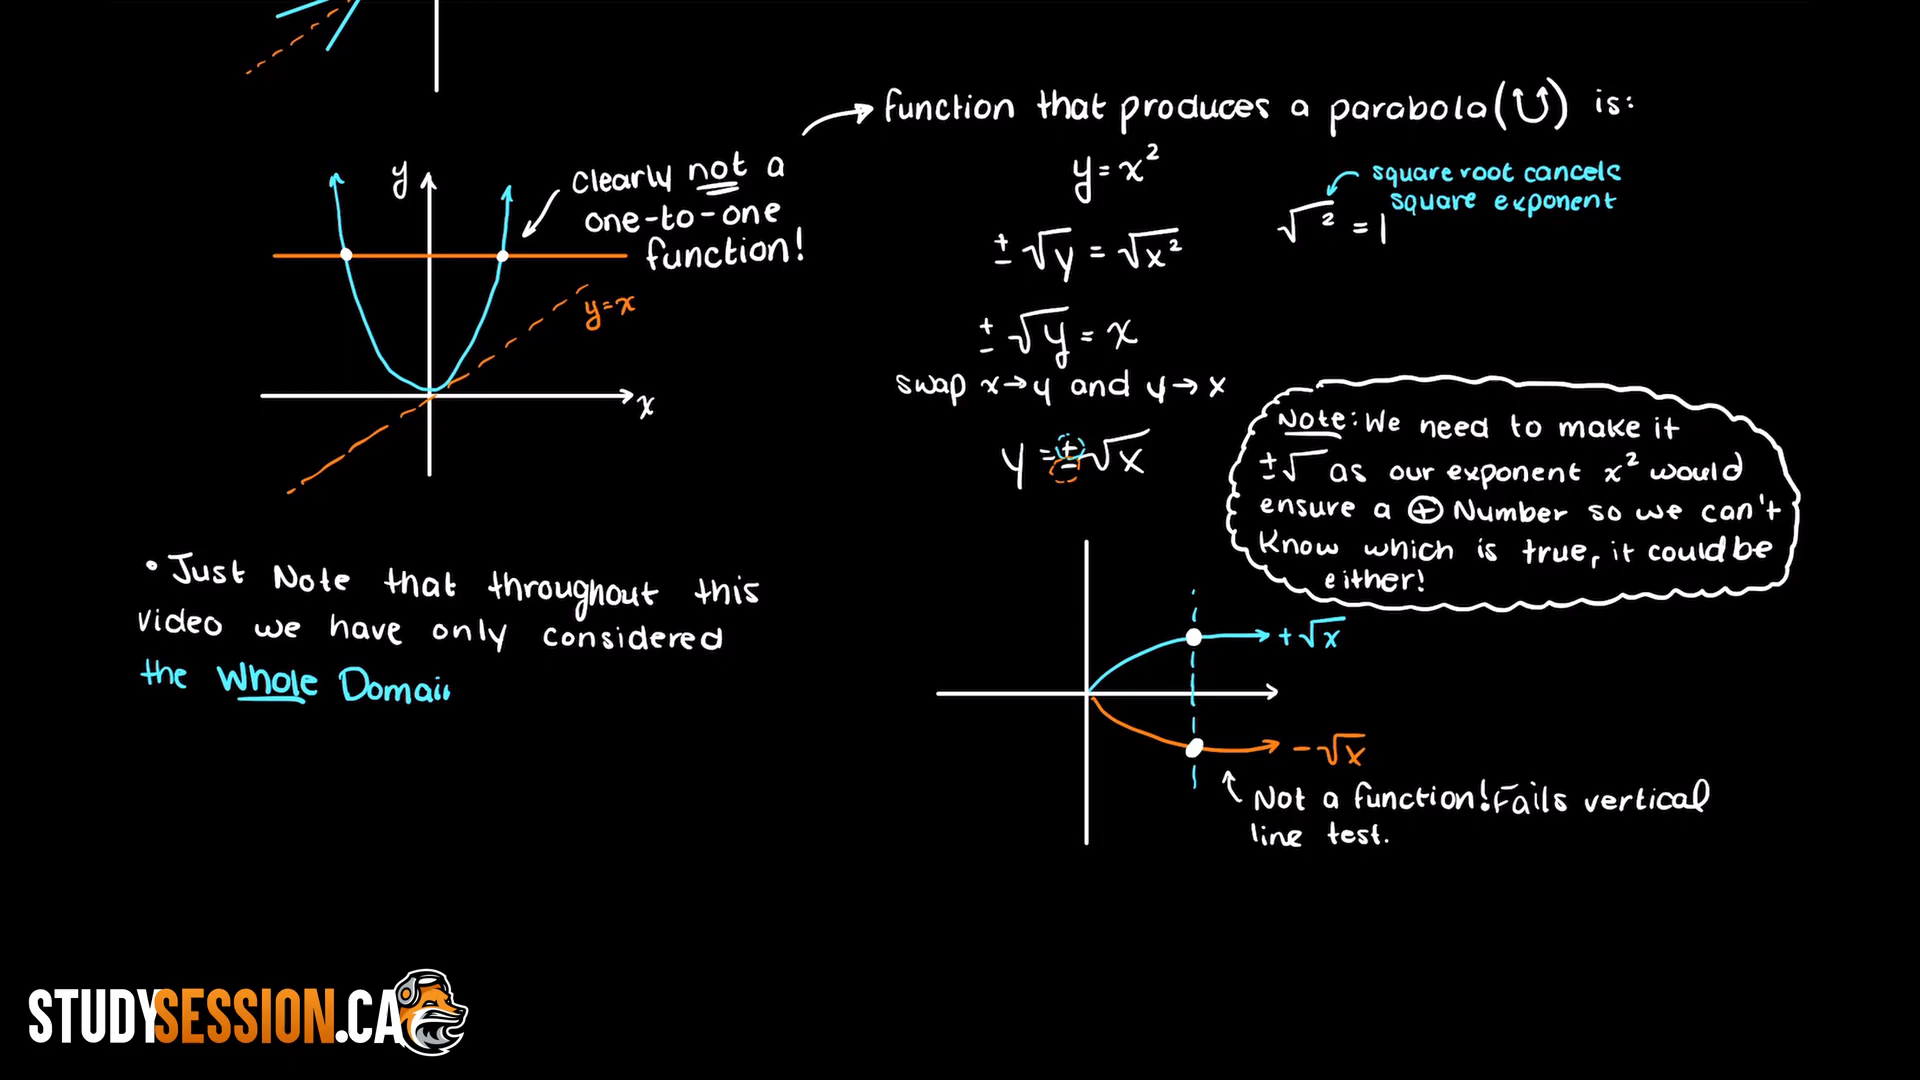 function that produces a parabola(U) is:
y=x²
square root cancels
square exponent
√ ² = 1
± √y = √x²
± √y = x
swap x→y and y→x
y = ±√x
y
clearly not a
one-to-one
function!
y=x
x
Note: We need to make it
±√ as our exponent x² would
ensure a ⊕ Number so we can't
Know which is true, it could be
either!
• Just Note that throughout this
video we have only considered
the Whole Domain
+√x
-√x
Not a function! Fails vertical
line test.
STUDYSESSION.CA